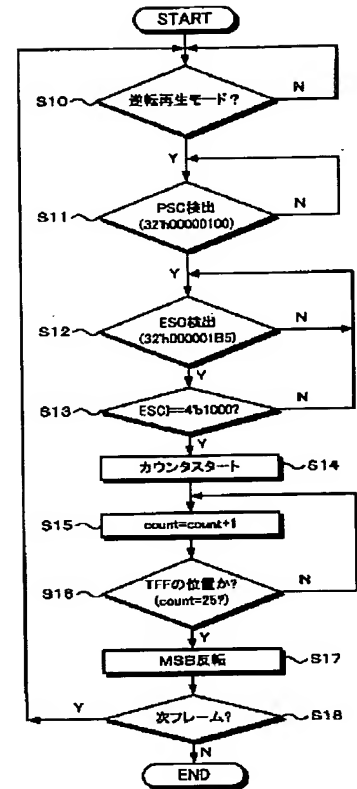 START
S10
逆転再生モード?
N
Y
S11
PSC検出
(32'h00000100)
N
Y
S12
ESC検出
(32'h000001B5)
N
Y
S13
ESCI==4'b1000?
N
Y
カウンタスタート
S14
S15
count=count+1
S16
TFFの位置か?
(count=25?)
N
Y
MSB反転
S17
Y
次フレーム?
S18
N
END